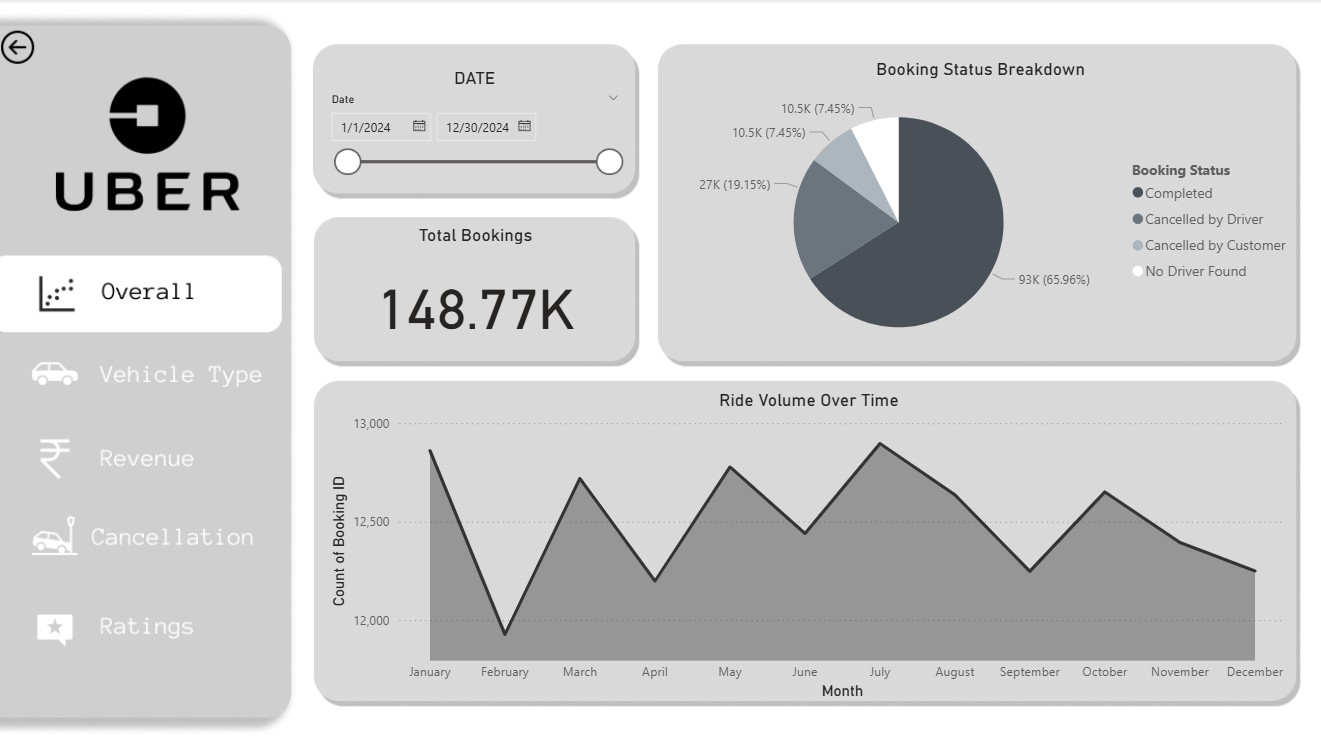 UBER
Overall
Vehicle Type
Revenue
Cancellation
Ratings
DATE
Date
1/1/2024
12/30/2024
Total Bookings
148.77K
Booking Status Breakdown
10.5K (7.45%)
10.5K (7.45%)
27K (19.15%)
93K (65.96%)
Booking Status
Completed
Cancelled by Driver
Cancelled by Customer
No Driver Found
Ride Volume Over Time
Count of Booking ID
13,000
12,500
12,000
January February March April May June July August September October November December
Month